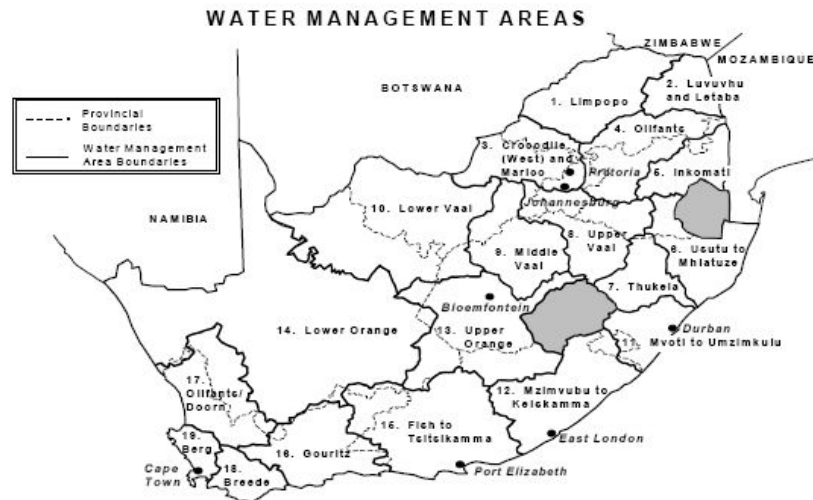 WATER MANAGEMENT AREAS
ZIMBABWE
MOZAMBIQUE
BOTSWANA
2. Luvuvhu
and Letaba
1. Limpopo
Provincial
Boundaries
Water Management
Area Boundaries
4. Olifants
3. Crocodile
(West) and
Marico
Pretoria
5. Inkomati
Johannesburg
10. Lower Vaal
NAMIBIA
8. Upper
Vaal
9. Middle
Vaal
6. Usutu to
Mhlatuze
7. Thukela
Bloemfontein
14. Lower Orange
13. Upper
Orange
Durban
11. Mvoti to Umzimkulu
17.
Olifants/
Doorn
12. Mzimvubu to
Keiskamma
15. Fish to
Tsitsikamma
19.
Berg
16. Gouritz
East London
Cape
Town
18.
Breede
Port Elizabeth